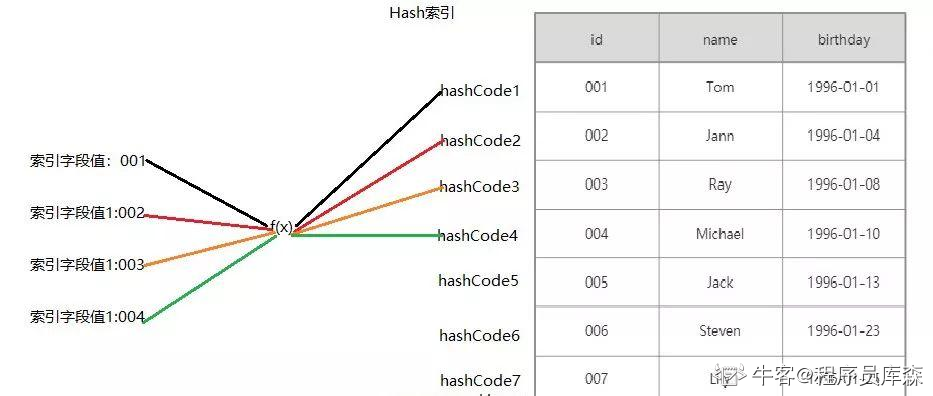 Hash索引
索引字段值：001
索引字段值1:002
索引字段值1:003
索引字段值1:004
f(x)
hashCode1
hashCode2
hashCode3
hashCode4
hashCode5
hashCode6
hashCode7
id name birthday
001 Tom 1996-01-01
002 Jann 1996-01-04
003 Ray 1996-01-08
004 Michael 1996-01-10
005 Jack 1996-01-13
006 Steven 1996-01-23
007
牛客@程序员库森